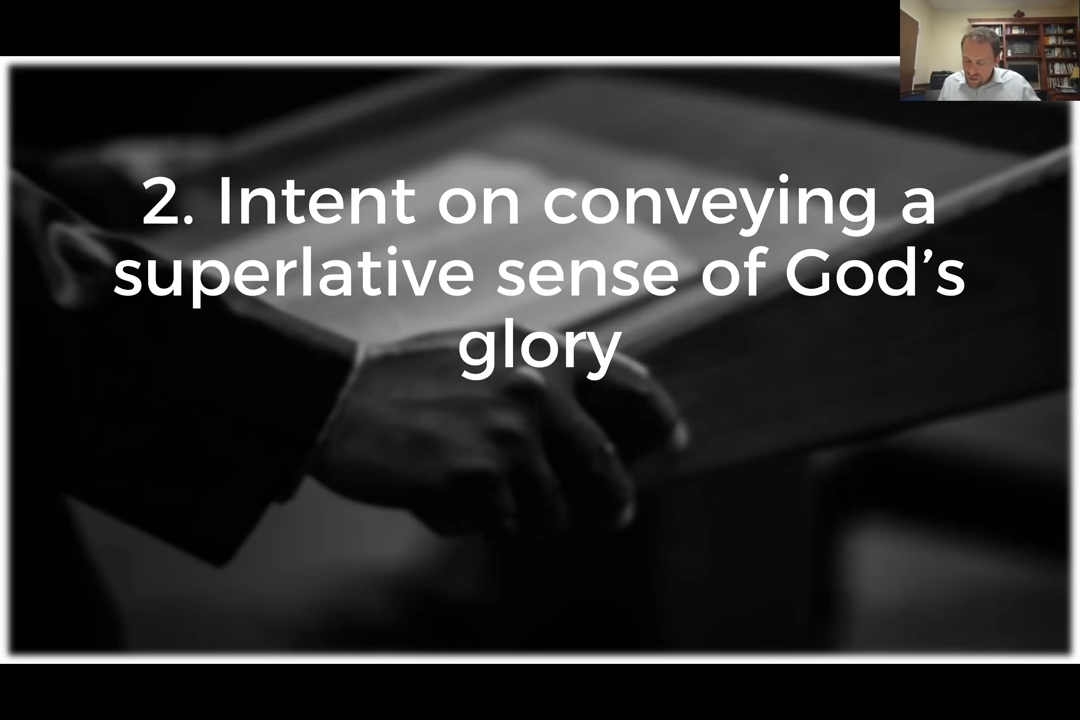 2. Intent on conveying a
superlative sense of God’s
glory